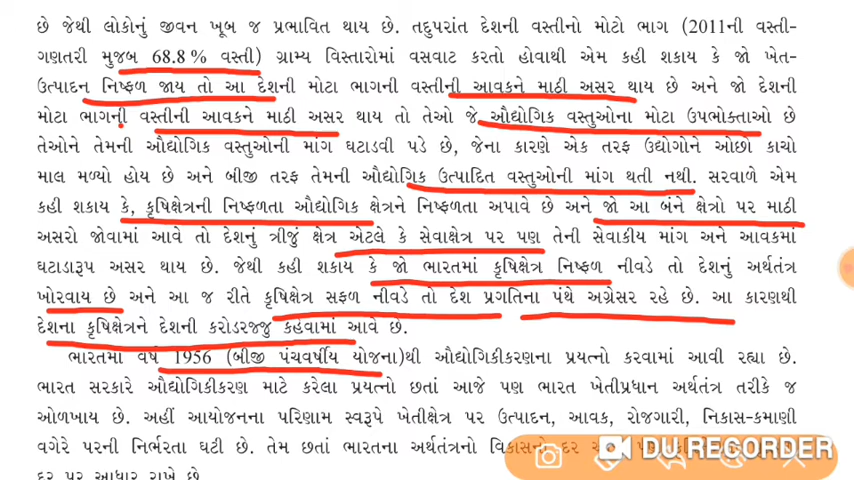 છે જેથી લોકોનું જીવન ખૂબ જ પ્રભાવિત થાય છે. તદુપરાંત દેશની વસ્તીનો મોટો ભાગ (2011ની વસ્તી-
ગણતરી મુજબ 68.8 % વસ્તી) ગ્રામ્ય વિસ્તારોમાં વસવાટ કરતો હોવાથી એમ કહી શકાય કે જો ખેત-
ઉત્પાદન નિષ્ફળ જાય તો આ દેશની મોટા ભાગની વસ્તીની આવકને માઠી અસર થાય છે અને જો દેશની
મોટા ભાગની વસ્તીની આવકને માઠી અસર થાય તો તેઓ જે ઔદ્યોગિક વસ્તુઓના મોટા ઉપભોક્તાઓ છે
તેઓને તેમની ઔદ્યોગિક વસ્તુઓની માંગ ઘટાડવી પડે છે, જેના કારણે એક તરફ ઉદ્યોગોને ઓછો કાચો
માલ મળ્યો હોય છે અને બીજી તરફ તેમની ઔદ્યોગિક ઉત્પાદિત વસ્તુઓની માંગ થતી નથી. સરવાળે એમ
કહી શકાય કે, કૃષિક્ષેત્રની નિષ્ફળતા ઔદ્યોગિક ક્ષેત્રને નિષ્ફળતા અપાવે છે અને જો આ બંને ક્ષેત્રો પર માઠી
અસરો જોવામાં આવે તો દેશનું ત્રીજું ક્ષેત્ર એટલે કે સેવાક્ષેત્ર પર પણ તેની સેવાકીય માંગ અને આવકમાં
ઘટાડારૂપ અસર થાય છે. જેથી કહી શકાય કે જો ભારતમાં કૃષિક્ષેત્ર નિષ્ફળ નીવડે તો દેશનું અર્થતંત્ર
ખોરવાય છે અને આ જ રીતે કૃષિક્ષેત્ર સફળ નીવડે તો દેશ પ્રગતિના પંથે અગ્રેસર રહે છે. આ કારણથી
દેશના કૃષિક્ષેત્રને દેશની કરોડરજ્જુ કહેવામાં આવે છે.
ભારતમાં વર્ષ 1956 (બીજી પંચવર્ષીય યોજના)થી ઔદ્યોગિકીકરણના પ્રયત્નો કરવામાં આવી રહ્યા છે.
ભારત સરકારે ઔદ્યોગિકીકરણ માટે કરેલા પ્રયત્નો છતાં આજે પણ ભારત ખેતીપ્રધાન અર્થતંત્ર તરીકે જ
ઓળખાય છે. અહીં આયોજનના પરિણામ સ્વરૂપે ખેતીક્ષેત્ર પર ઉત્પાદન, આવક, રોજગારી, નિકાસ-કમાણી
વગેરે પરની નિર્ભરતા ઘટી છે. તેમ છતાં ભારતના અર્થતંત્રનો વિકાસનો દર
દર પર આધાર રાખે છે.
DU RECORDER